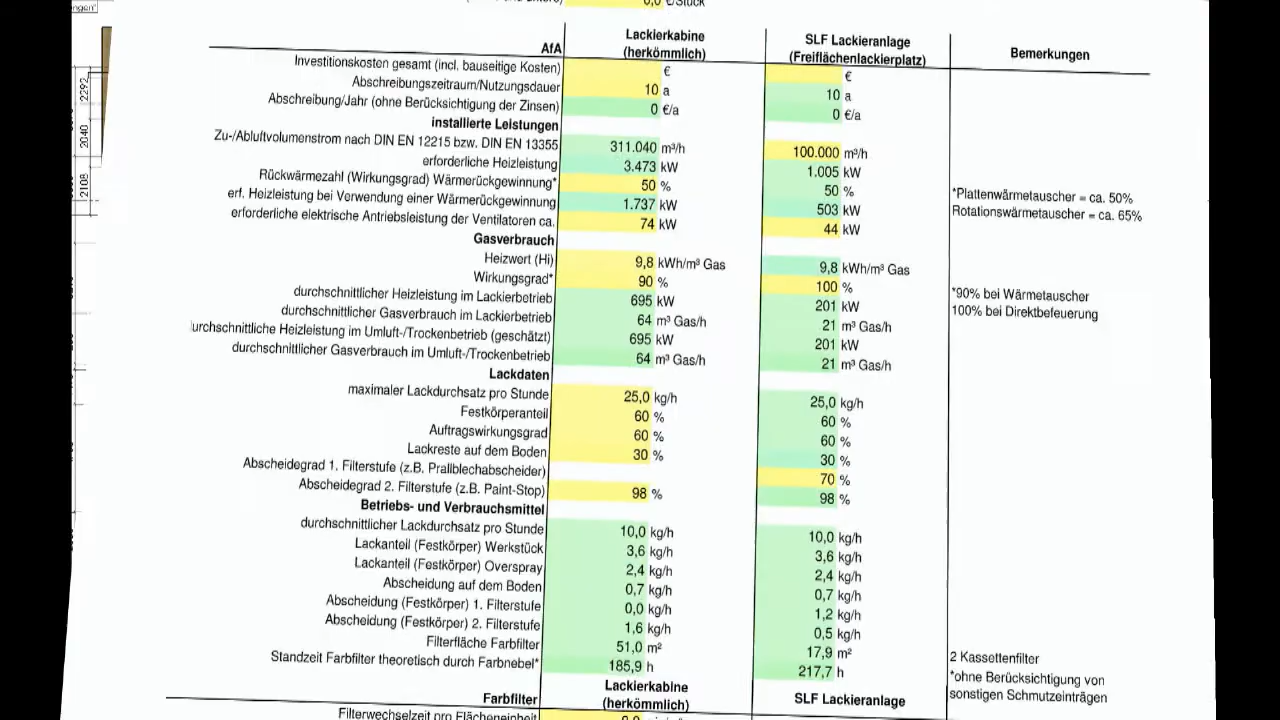 ngen"
6,0 €/Stück
2292
2040
2108
AfA Lackierkabine (herkömmlich) SLF Lackieranlage (Freiflächenlackierplatz) Bemerkungen
Investitionskosten gesamt (incl. bauseitige Kosten) € €
Abschreibungszeitraum/Nutzungsdauer 10 a 10 a
Abschreibung/Jahr (ohne Berücksichtigung der Zinsen) 0 €/a 0 €/a
installierte Leistungen
Zu-/Abluftvolumenstrom nach DIN EN 12215 bzw. DIN EN 13355 311.040 m³/h 100.000 m³/h
erforderliche Heizleistung 3.473 kW 1.005 kW
Rückwärmezahl (Wirkungsgrad) Wärmerückgewinnung* 50 % 50 % *Plattenwärmetauscher = ca. 50%
erf. Heizleistung bei Verwendung einer Wärmerückgewinnung 1.737 kW 503 kW Rotationswärmetauscher = ca. 65%
erforderliche elektrische Antriebsleistung der Ventilatoren ca. 74 kW 44 kW
Gasverbrauch
Heizwert (Hi) 9,8 kWh/m³ Gas 9,8 kWh/m³ Gas
Wirkungsgrad* 90 % 100 % *90% bei Wärmetauscher
durchschnittlicher Heizleistung im Lackierbetrieb 695 kW 201 kW 100% bei Direktbefeuerung
durchschnittlicher Gasverbrauch im Lackierbetrieb 64 m³ Gas/h 21 m³ Gas/h
urchschnittliche Heizleistung im Umluft-/Trockenbetrieb (geschätzt) 695 kW 201 kW
durchschnittlicher Gasverbrauch im Umluft-/Trockenbetrieb 64 m³ Gas/h 21 m³ Gas/h
Lackdaten
maximaler Lackdurchsatz pro Stunde 25,0 kg/h 25,0 kg/h
Festkörperanteil 60 % 60 %
Auftragswirkungsgrad 60 % 60 %
Lackreste auf dem Boden 30 % 30 %
Abscheidegrad 1. Filterstufe (z.B. Prallblechabscheider) 70 %
Abscheidegrad 2. Filterstufe (z.B. Paint-Stop) 98 % 98 %
Betriebs- und Verbrauchsmittel
durchschnittlicher Lackdurchsatz pro Stunde 10,0 kg/h 10,0 kg/h
Lackanteil (Festkörper) Werkstück 3,6 kg/h 3,6 kg/h
Lackanteil (Festkörper) Overspray 2,4 kg/h 2,4 kg/h
Abscheidung auf dem Boden 0,7 kg/h 0,7 kg/h
Abscheidung (Festkörper) 1. Filterstufe 0,0 kg/h 1,2 kg/h
Abscheidung (Festkörper) 2. Filterstufe 1,6 kg/h 0,5 kg/h
Filterfläche Farbfilter 51,0 m² 17,9 m² 2 Kassettenfilter
Standzeit Farbfilter theoretisch durch Farbnebel* 185,9 h 217,7 h *ohne Berücksichtigung von sonstigen Schmutzeinträgen
Farbfilter Lackierkabine (herkömmlich) SLF Lackieranlage
Filterwechselzeit pro Flächeneinheit